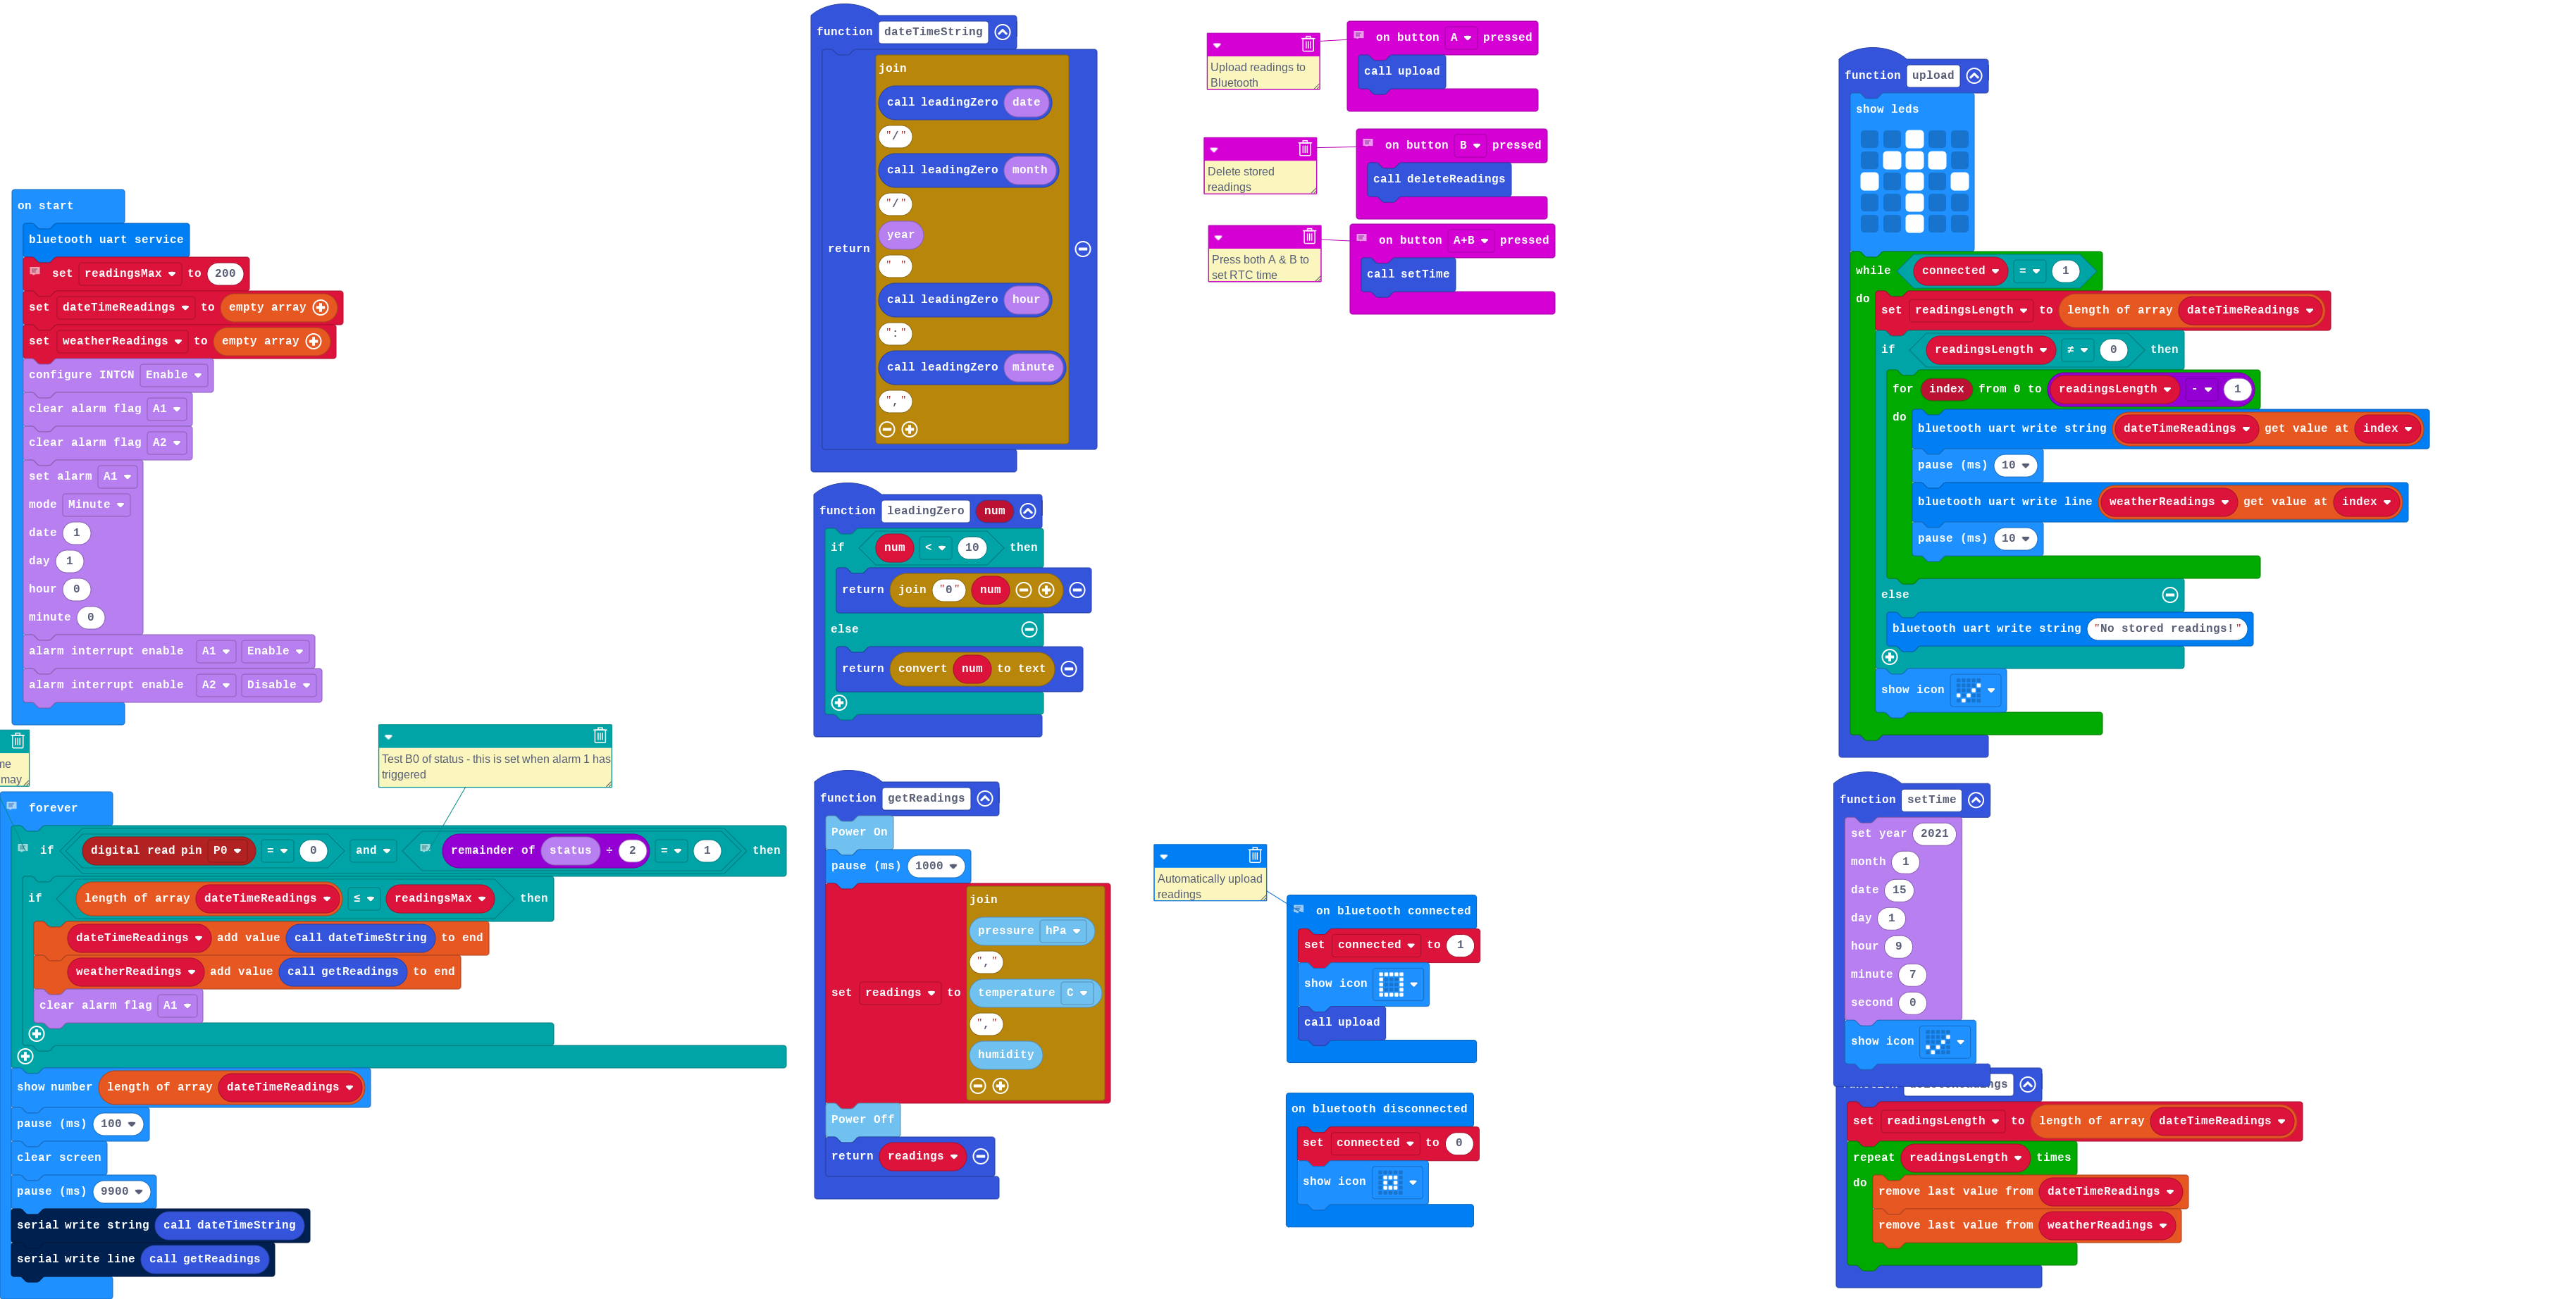 on start
bluetooth uart service
set readingsMax to 200
set dateTimeReadings to empty array
set weatherReadings to empty array
configure INTCN Enable
clear alarm flag A1
clear alarm flag A2
set alarm A1
mode Minute
date 1
day 1
hour 0
minute 0
alarm interrupt enable A1 Enable
alarm interrupt enable A2 Disable
me
may
Test B0 of status - this is set when alarm 1 has
triggered
forever
if digital read pin P0 = 0 and remainder of status ÷ 2 = 1 then
if length of array dateTimeReadings ≤ readingsMax then
dateTimeReadings add value call dateTimeString to end
weatherReadings add value call getReadings to end
clear alarm flag A1
show number length of array dateTimeReadings
pause (ms) 100
clear screen
pause (ms) 9900
serial write string call dateTimeString
serial write line call getReadings
function dateTimeString
return
join
call leadingZero date
"/"
call leadingZero month
"/"
year
" "
call leadingZero hour
":"
call leadingZero minute
","
function leadingZero num
if num < 10 then
return join "0" num
else
return convert num to text
function getReadings
Power On
pause (ms) 1000
set readings to
join
pressure hPa
","
temperature C
","
humidity
Power Off
return readings
Upload readings to
Bluetooth
on button A pressed
call upload
Delete stored
readings
on button B pressed
call deleteReadings
Press both A & B to
set RTC time
on button A+B pressed
call setTime
Automatically upload
readings
on bluetooth connected
set connected to 1
show icon
call upload
on bluetooth disconnected
set connected to 0
show icon
function upload
show leds
while connected = 1
do
set readingsLength to length of array dateTimeReadings
if readingsLength ≠ 0 then
for index from 0 to readingsLength - 1
do
bluetooth uart write string dateTimeReadings get value at index
pause (ms) 10
bluetooth uart write line weatherReadings get value at index
pause (ms) 10
else
bluetooth uart write string "No stored readings!"
show icon
function setTime
set year 2021
month 1
date 15
day 1
hour 9
minute 7
second 0
show icon
set readingsLength to length of array dateTimeReadings
repeat readingsLength times
do
remove last value from dateTimeReadings
remove last value from weatherReadings